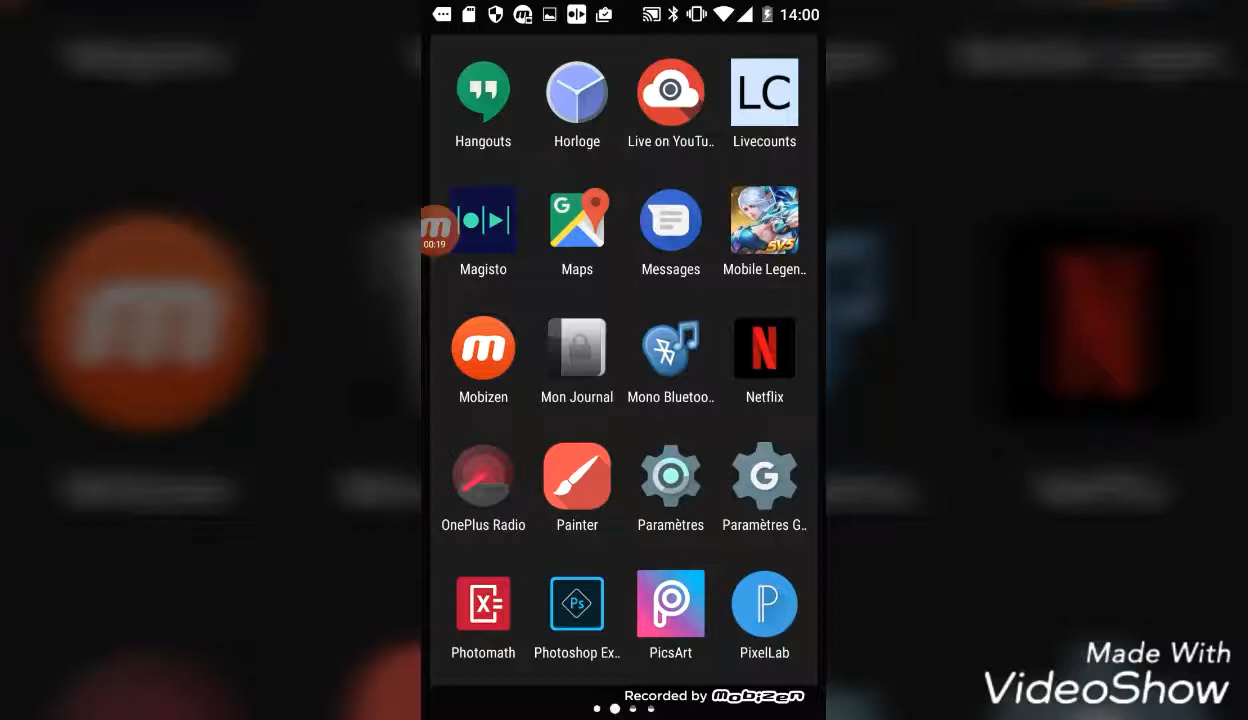 14:00
Hangouts
Horloge
Live on YouTu..
LC
Livecounts
00:19
Magisto
G
Maps
Messages
5V5
Mobile Legen..
m
Mobizen
Mon Journal
Mono Bluetoo..
N
Netflix
OnePlus Radio
Painter
Paramètres
G
Paramètres G..
X=
Photomath
Ps
Photoshop Ex..
P
PicsArt
P
PixelLab
Recorded by Mobizen
Made With
VideoShow